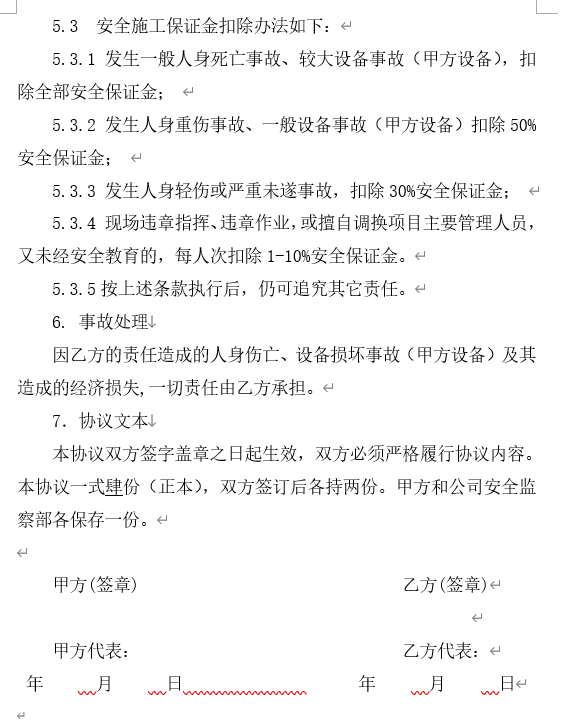 5.3 安全施工保证金扣除办法如下：
5.3.1 发生一般人身死亡事故、较大设备事故（甲方设备），扣
除全部安全保证金；
5.3.2 发生人身重伤事故、一般设备事故（甲方设备）扣除50%
安全保证金；
5.3.3 发生人身轻伤或严重未遂事故，扣除30%安全保证金；
5.3.4 现场违章指挥、违章作业，或擅自调换项目主要管理人员，
又未经安全教育的，每人次扣除1-10%安全保证金。
5.3.5按上述条款执行后，仍可追究其它责任。
6. 事故处理
因乙方的责任造成的人身伤亡、设备损坏事故（甲方设备）及其
造成的经济损失,一切责任由乙方承担。
7. 协议文本
本协议双方签字盖章之日起生效，双方必须严格履行协议内容。
本协议一式肆份（正本），双方签订后各持两份。甲方和公司安全监
察部各保存一份。
甲方(签章) 乙方(签章)
甲方代表： 乙方代表：
年 月 日 年 月 日